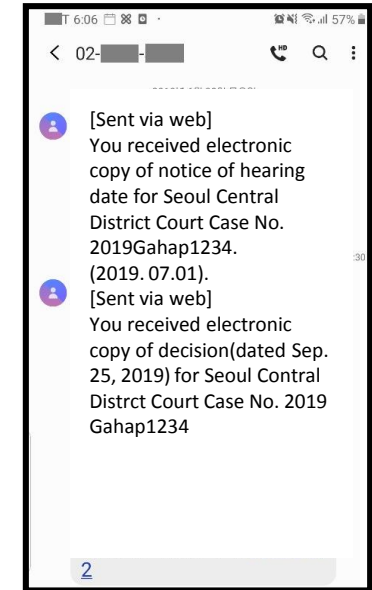 T 6:06 57%
02- -
[Sent via web]
You received electronic
copy of notice of hearing
date for Seoul Central
District Court Case No.
2019Gahap1234.
(2019. 07.01).
:30
[Sent via web]
You received electronic
copy of decision(dated Sep.
25, 2019) for Seoul Contral
Distrct Court Case No. 2019
Gahap1234
2